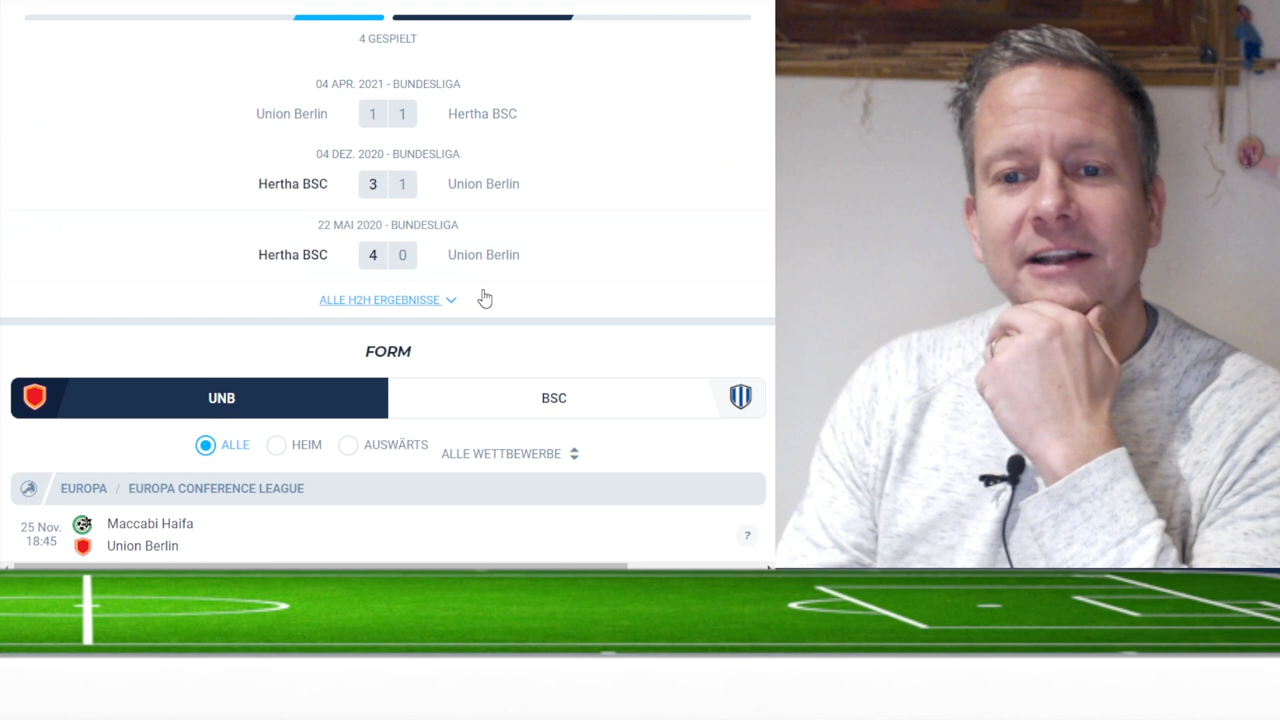 4 GESPIELT
04 APR. 2021 - BUNDESLIGA
Union Berlin 1 1 Hertha BSC
04 DEZ. 2020 - BUNDESLIGA
Hertha BSC 3 1 Union Berlin
22 MAI 2020 - BUNDESLIGA
Hertha BSC 4 0 Union Berlin
ALLE H2H ERGEBNISSE
FORM
UNB BSC
ALLE HEIM AUSWÄRTS ALLE WETTBEWERBE
EUROPA / EUROPA CONFERENCE LEAGUE
25 Nov. 18:45
Maccabi Haifa
Union Berlin
?